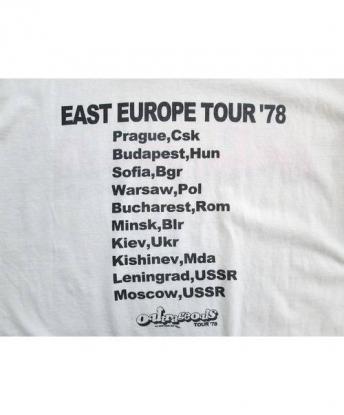 EAST EUROPE TOUR '78
Prague,Csk
Budapest,Hun
Sofia,Bgr
Warsaw,Pol
Bucharest,Rom
Minsk,Blr
Kiev,Ukr
Kishinev,Mda
Leningrad,USSR
Moscow,USSR
TOUR '78